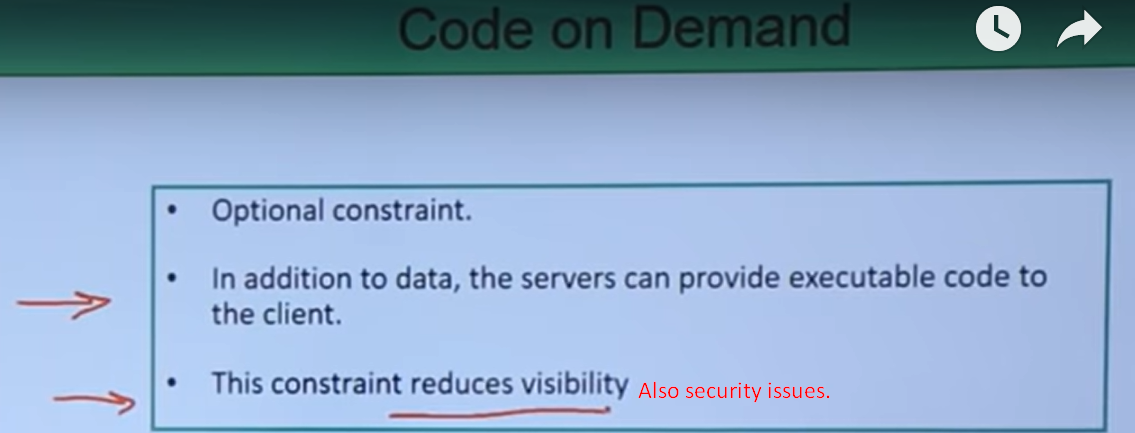 Code on Demand
• Optional constraint.
• In addition to data, the servers can provide executable code to
the client.
• This constraint reduces visibility Also security issues.